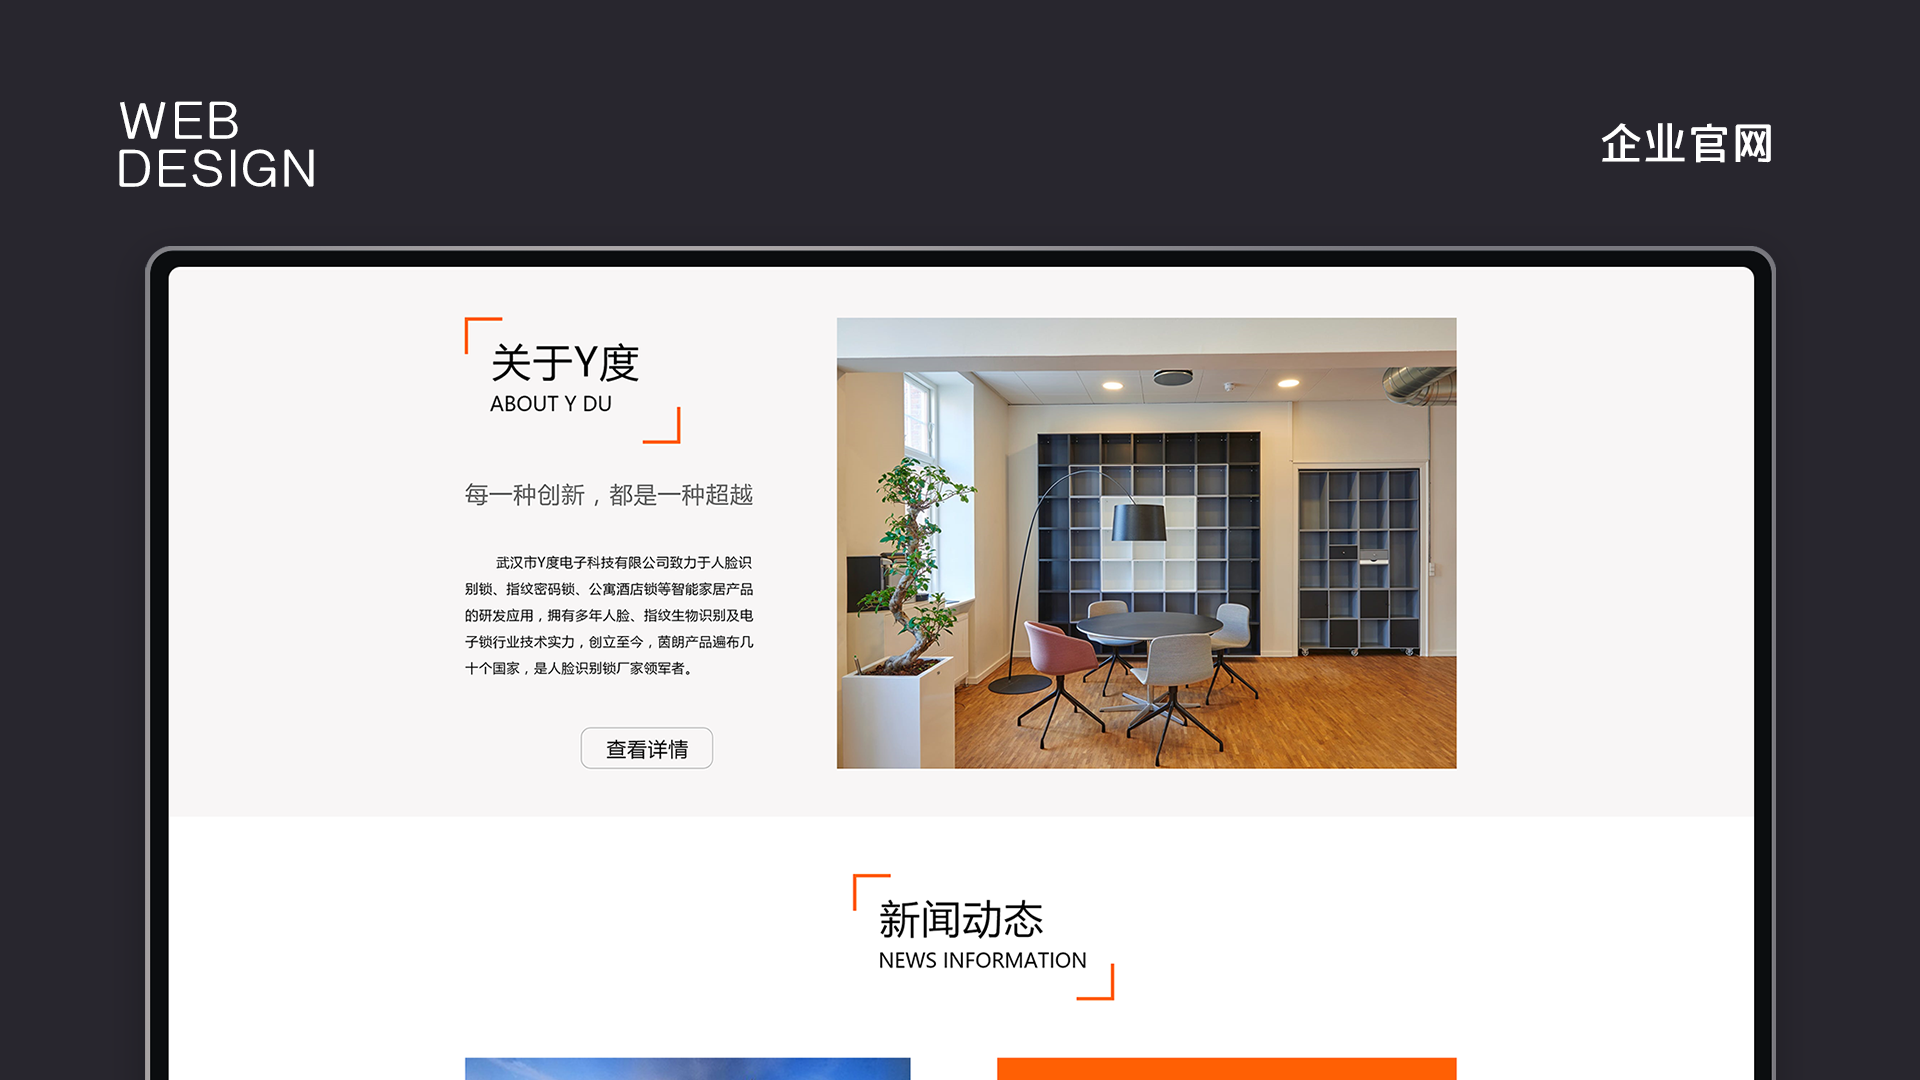 WEB
DESIGN
企业官网
关于Y度
ABOUT Y DU
每一种创新，都是一种超越
武汉市Y度电子科技有限公司致力于人脸识
别锁、指纹密码锁、公寓酒店锁等智能家居产品
的研发应用，拥有多年人脸、指纹生物识别及电
子锁行业技术实力，创立至今，茵朗产品遍布几
十个国家，是人脸识别锁厂家领军者。
查看详情
新闻动态
NEWS INFORMATION